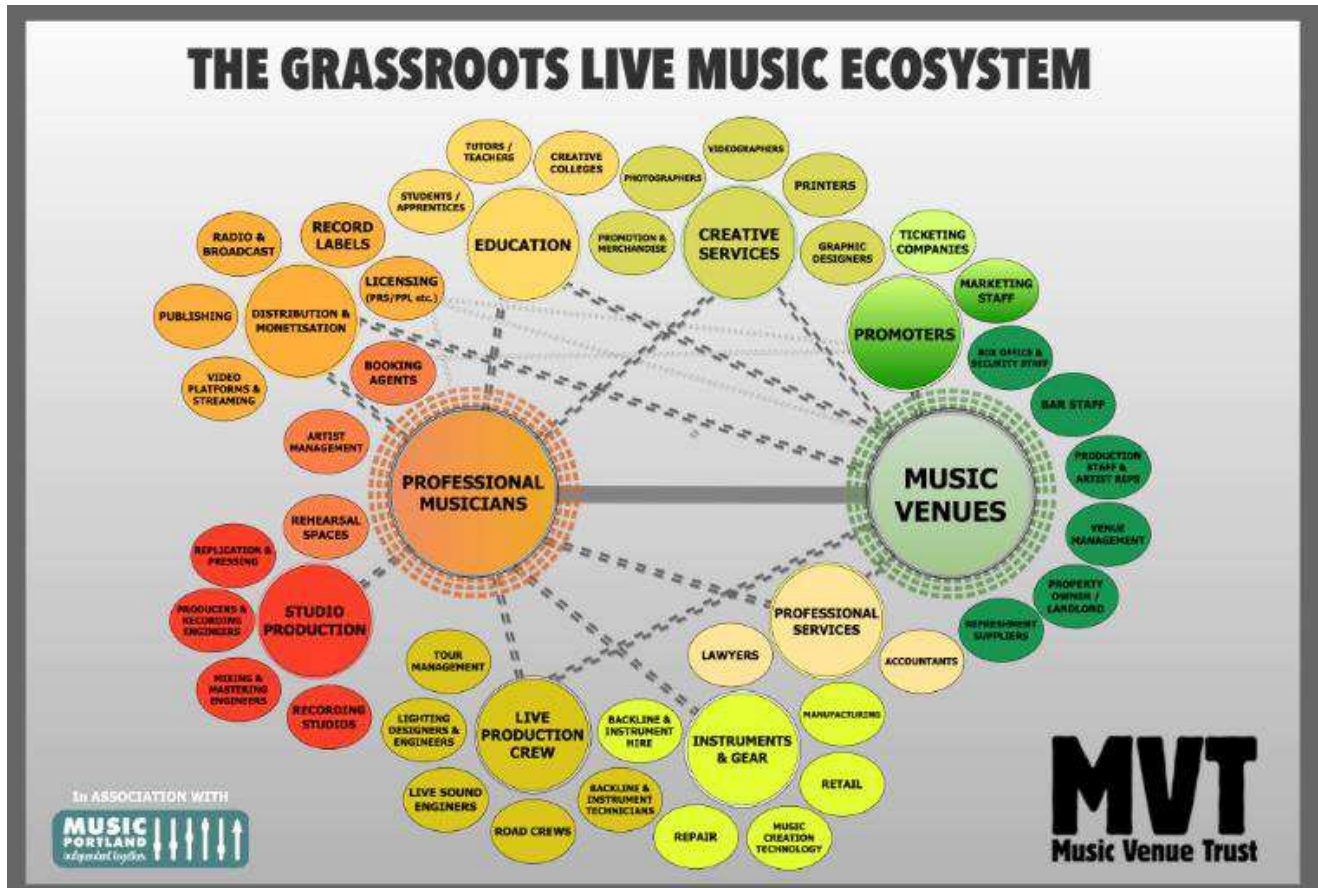 THE GRASSROOTS LIVE MUSIC ECOSYSTEM
TUTORS /
TEACHERS
CREATIVE
COLLEGES
STUDENTS /
APPRENTICES
EDUCATION
VIDEOGRAPHERS
PHOTOGRAPHERS
PRINTERS
PROMOTION &
MERCHANDISE
CREATIVE
SERVICES
GRAPHIC
DESIGNERS
RADIO &
BROADCAST
RECORD
LABELS
LICENSING
(PRS/PPL etc.)
PUBLISHING
DISTRIBUTION &
MONETISATION
VIDEO
PLATFORMS &
STREAMING
BOOKING
AGENTS
ARTIST
MANAGEMENT
REHEARSAL
SPACES
PROFESSIONAL
MUSICIANS
TICKETING
COMPANIES
MARKETING
STAFF
PROMOTERS
BOX OFFICE &
SECURITY STAFF
BAR STAFF
PRODUCTION
STAFF &
ARTIST REPS
MUSIC
VENUES
VENUE
MANAGEMENT
PROPERTY
OWNER /
LANDLORD
REFRESHMENT
SUPPLIERS
REPLICATION &
PRESSING
PRODUCERS &
RECORDING
ENGINEERS
STUDIO
PRODUCTION
MIXING &
MASTERING
ENGINEERS
RECORDING
STUDIOS
PROFESSIONAL
SERVICES
LAWYERS
ACCOUNTANTS
TOUR
MANAGEMENT
LIGHTING
DESIGNERS &
ENGINEERS
LIVE
PRODUCTION
CREW
LIVE SOUND
ENGINERS
ROAD CREWS
BACKLINE &
INSTRUMENT
TECHNICIANS
BACKLINE &
INSTRUMENT
HIRE
INSTRUMENTS
& GEAR
MANUFACTURING
RETAIL
REPAIR
MUSIC
CREATION
TECHNOLOGY
In ASSOCIATION WITH
MUSIC
PORTLAND
independent together
MVT
Music Venue Trust